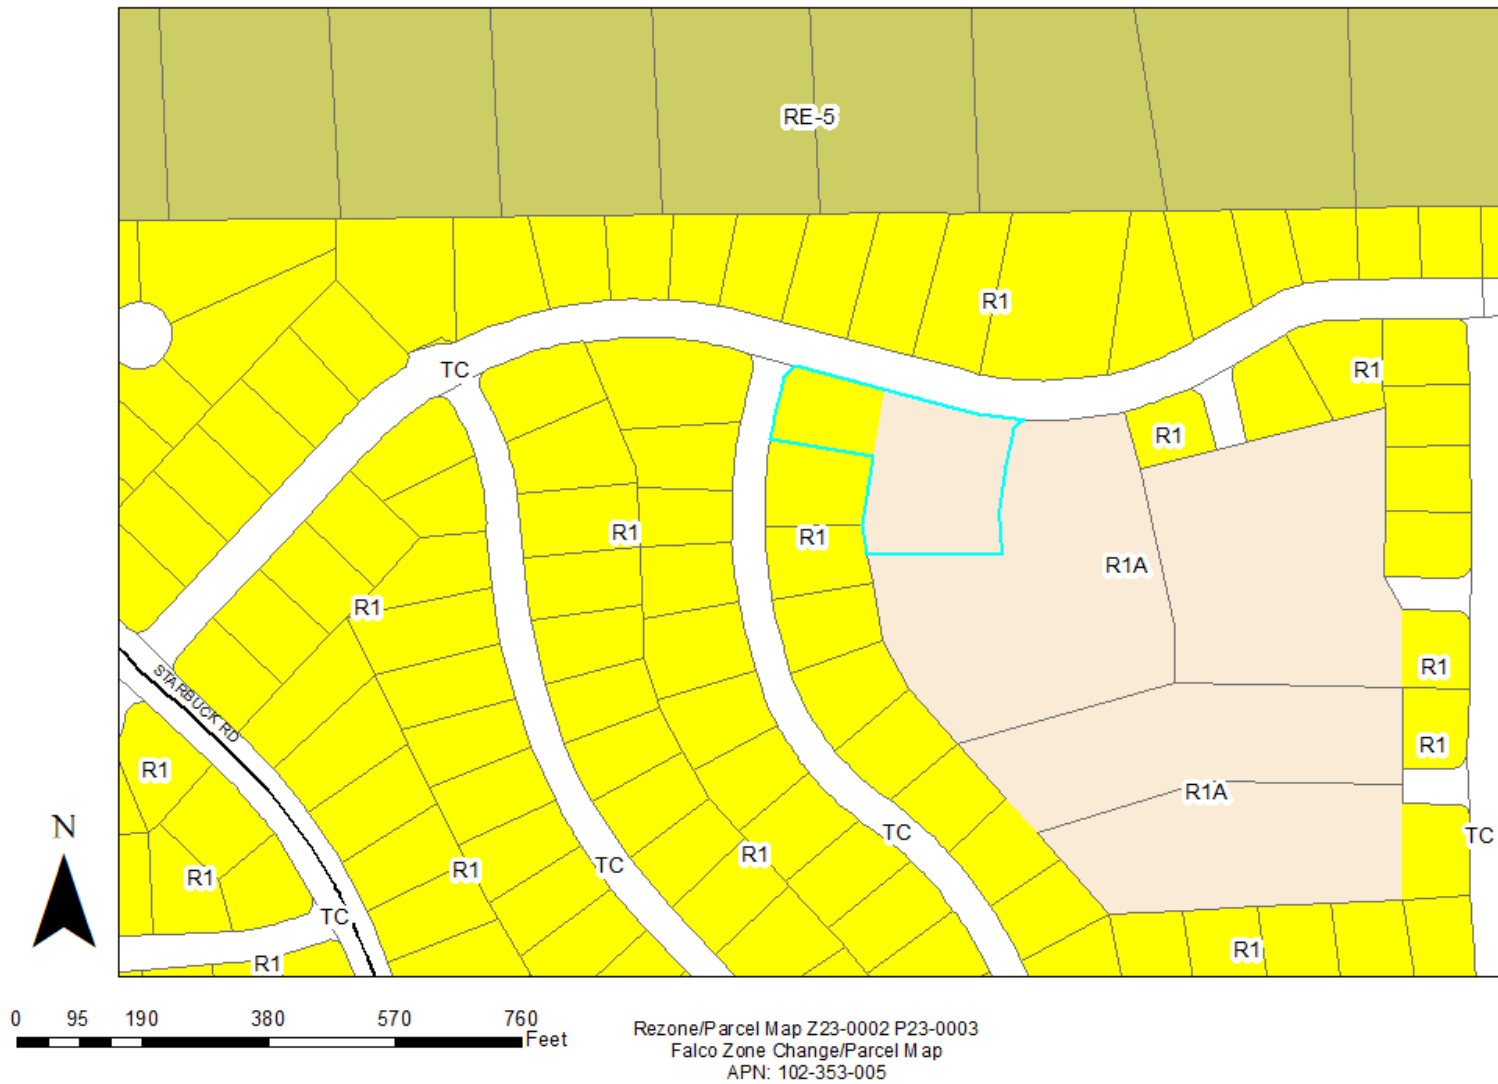 RE-5
R1
TC
R1
R1
R1
R1
R1A
R1
R1
STARBUCK RD
R1
R1
R1A
R1
TC
TC
R1
TC
R1
R1
TC
R1
R1
N
0 95 190 380 570 760
Feet
Rezone/Parcel Map Z23-0002 P23-0003
Falco Zone Change/Parcel Map
APN: 102-353-005